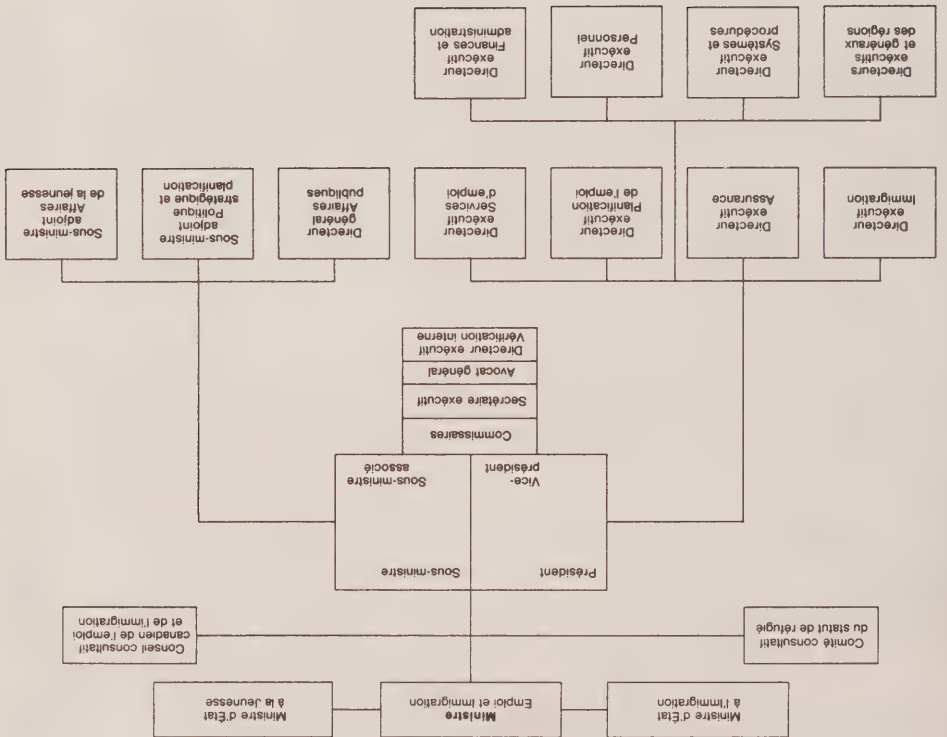 Ministre d'État
à l'Immigration
Ministre
Emploi et Immigration
Ministre d'État
à la Jeunesse
Comité consultatif
du statut de réfugié
Conseil consultatif
canadien de l'emploi
et de l'immigration
Président
Sous-ministre
Vice-
président
Sous-ministre
associé
Commissaires
Secrétaire exécutif
Avocat général
Directeur exécutif
Vérification interne
Directeur
exécutif
Immigration
Directeur
exécutif
Assurance
Directeur
exécutif
Planification
de l'emploi
Directeur
exécutif
Services
d'emploi
Directeur
général
Affaires
publiques
Sous-ministre
adjoint
Politique
stratégique et
planification
Sous-ministre
adjoint
Affaires
de la jeunesse
Directeurs
exécutifs
et généraux
des régions
Directeur
exécutif
Systèmes et
procédures
Directeur
exécutif
Personnel
Directeur
exécutif
Finances et
administration